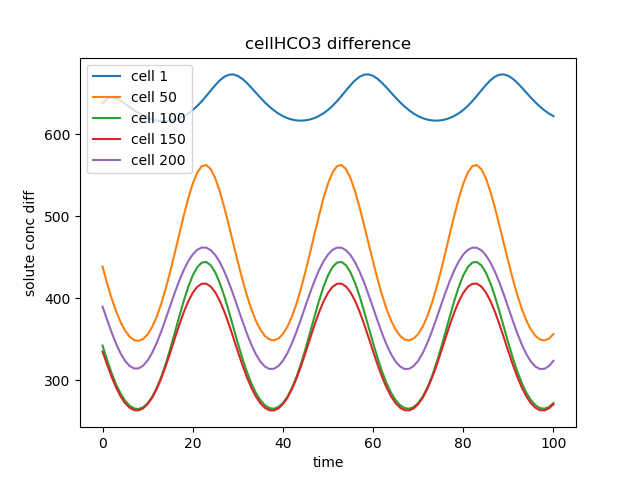 cellHCO3 difference
cell 1
cell 50
cell 100
cell 150
cell 200
solute conc diff
600
500
400
300
0 20 40 60 80 100
time